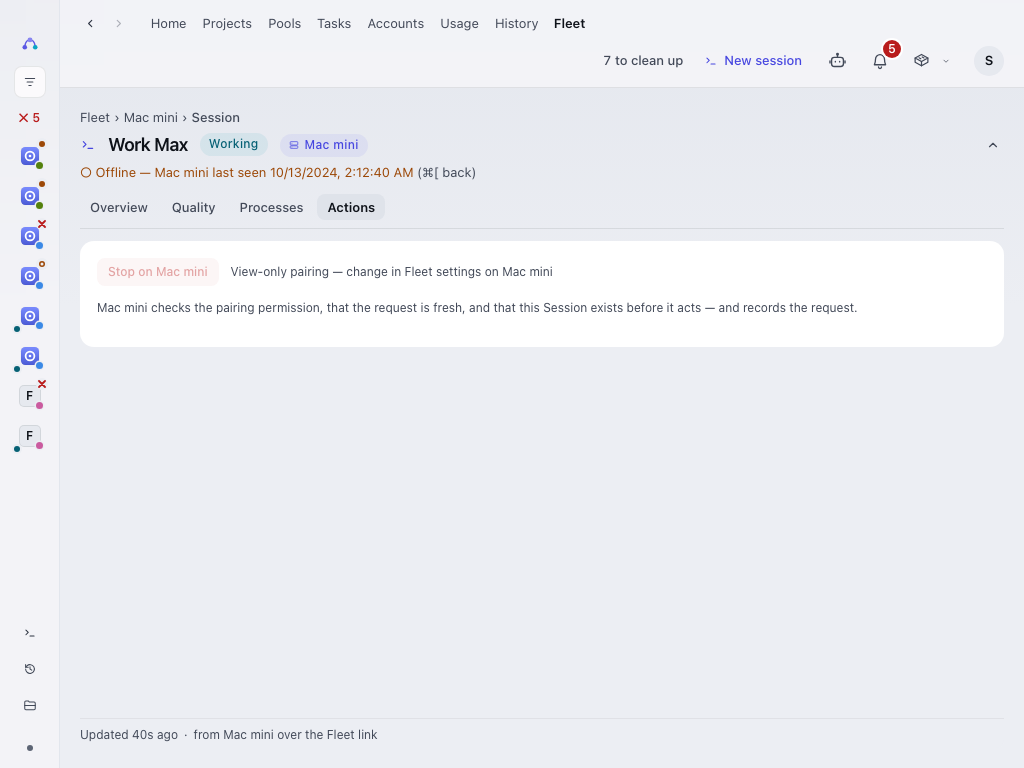 Home Projects Pools Tasks Accounts Usage History Fleet
7 to clean up >_ New session 5 S
5
Fleet › Mac mini › Session
>_ Work Max Working Mac mini
Offline — Mac mini last seen 10/13/2024, 2:12:40 AM (⌘[ back)
Overview Quality Processes Actions
Stop on Mac mini View-only pairing — change in Fleet settings on Mac mini
Mac mini checks the pairing permission, that the request is fresh, and that this Session exists before it acts — and records the request.
F
F
Updated 40s ago · from Mac mini over the Fleet link